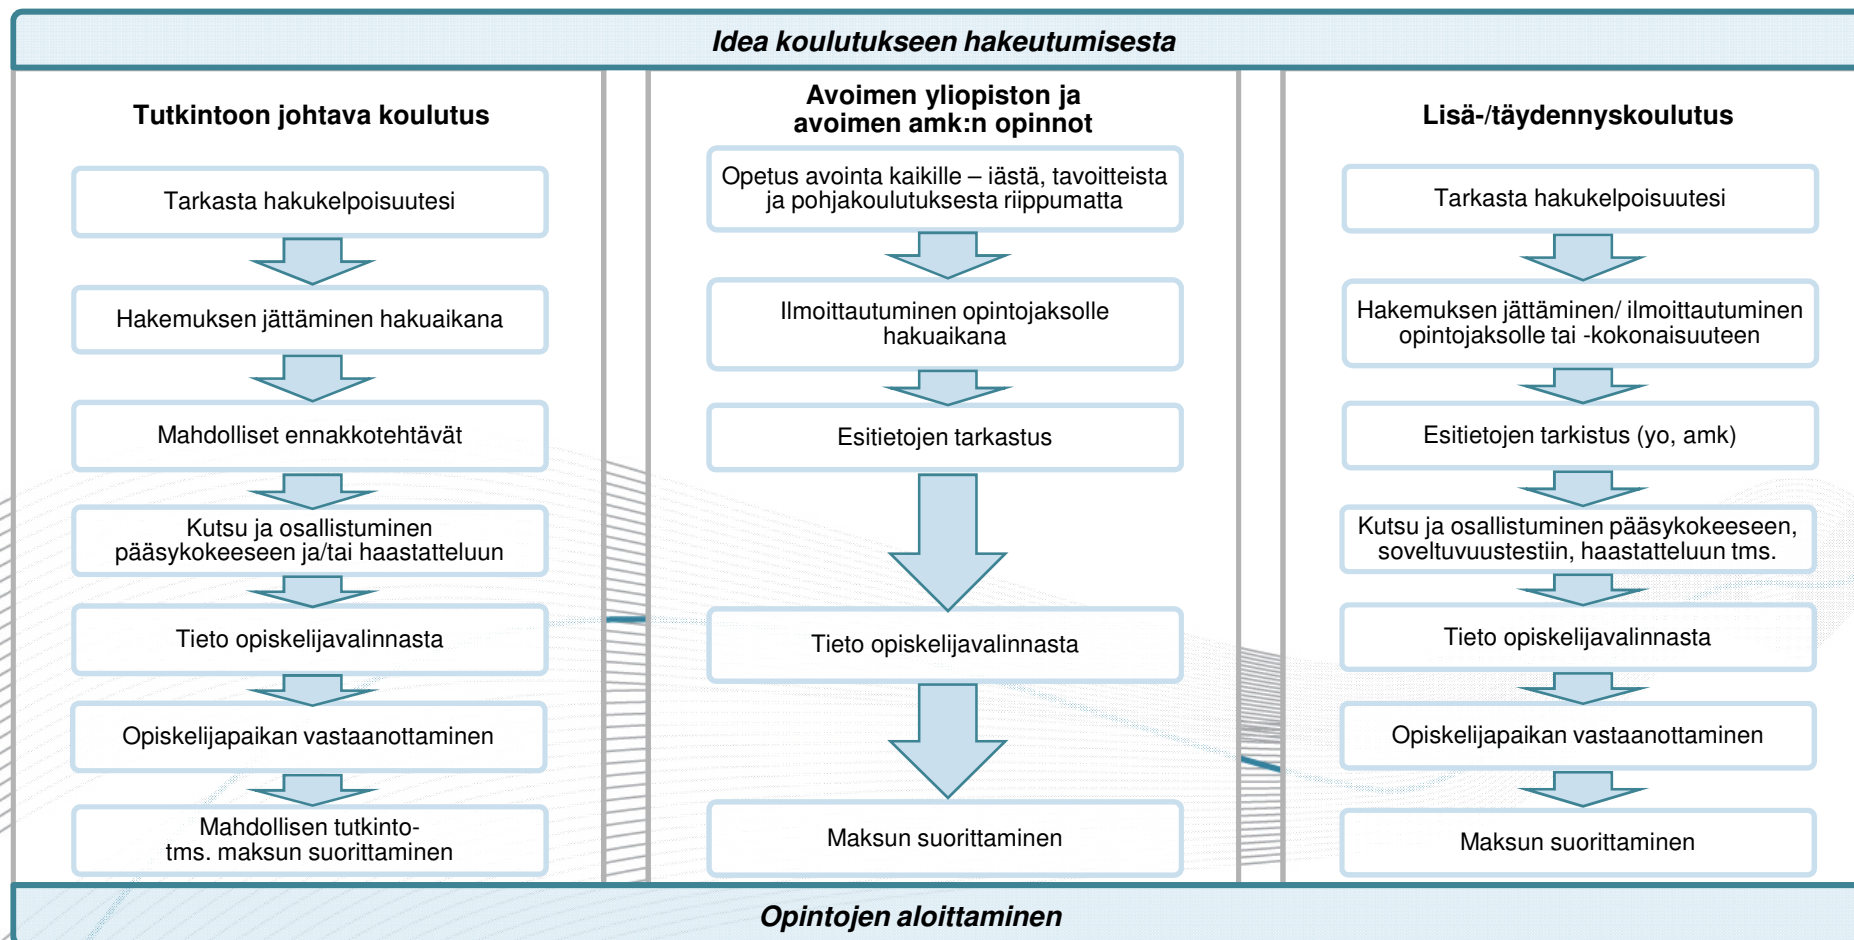 Idea koulutukseen hakeutumisesta
Tutkintoon johtava koulutus
Tarkasta hakukelpoisuutesi
Hakemuksen jättäminen hakuaikana
Mahdolliset ennakkotehtävät
Kutsu ja osallistuminen
pääsykokeeseen ja/tai haastatteluun
Tieto opiskelijavalinnasta
Opiskelijapaikan vastaanottaminen
Mahdollisen tutkinto-
tms. maksun suorittaminen
Avoimen yliopiston ja
avoimen amk:n opinnot
Opetus avointa kaikille – iästä, tavoitteista
ja pohjakoulutuksesta riippumatta
Ilmoittautuminen opintojaksolle
hakuaikana
Esitietojen tarkastus
Tieto opiskelijavalinnasta
Maksun suorittaminen
Lisä-/täydennyskoulutus
Tarkasta hakukelpoisuutesi
Hakemuksen jättäminen/ ilmoittautuminen
opintojaksolle tai -kokonaisuuteen
Esitietojen tarkistus (yo, amk)
Kutsu ja osallistuminen pääsykokeeseen,
soveltuvuustestiin, haastatteluun tms.
Tieto opiskelijavalinnasta
Opiskelijapaikan vastaanottaminen
Maksun suorittaminen
Opintojen aloittaminen